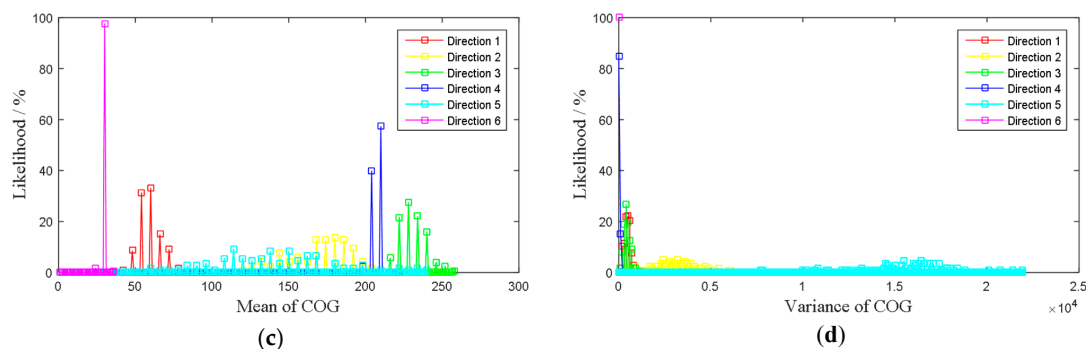 100
80
60
40
20
0
Likelihood / %
0 50 100 150 200 250 300
Mean of COG
Direction 1
Direction 2
Direction 3
Direction 4
Direction 5
Direction 6
(c)
100
80
60
40
20
0
Likelihood / %
0 0.5 1 1.5 2 2.5
×10⁴
Variance of COG
Direction 1
Direction 2
Direction 3
Direction 4
Direction 5
Direction 6
(d)